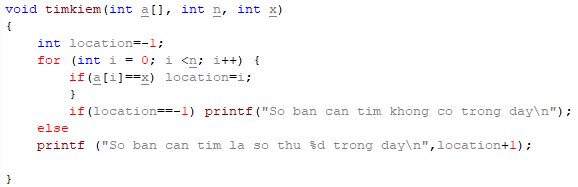 void timkiem(int a[], int n, int x)
{
int location=-1;
for (int i = 0; i <n; i++) {
if(a[i]==x) location=i;
}
if(location==-1) printf("So ban can tim khong co trong day\n");
else
printf ("So ban can tim la so thu %d trong day\n",location+1);
}